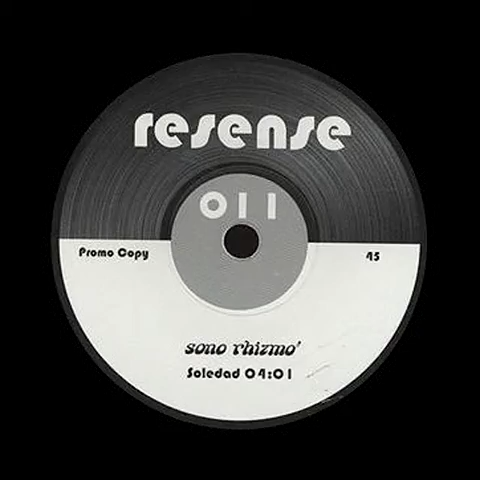 resense
011
Promo Copy 45
sono rhizmo'
Soledad 04:01